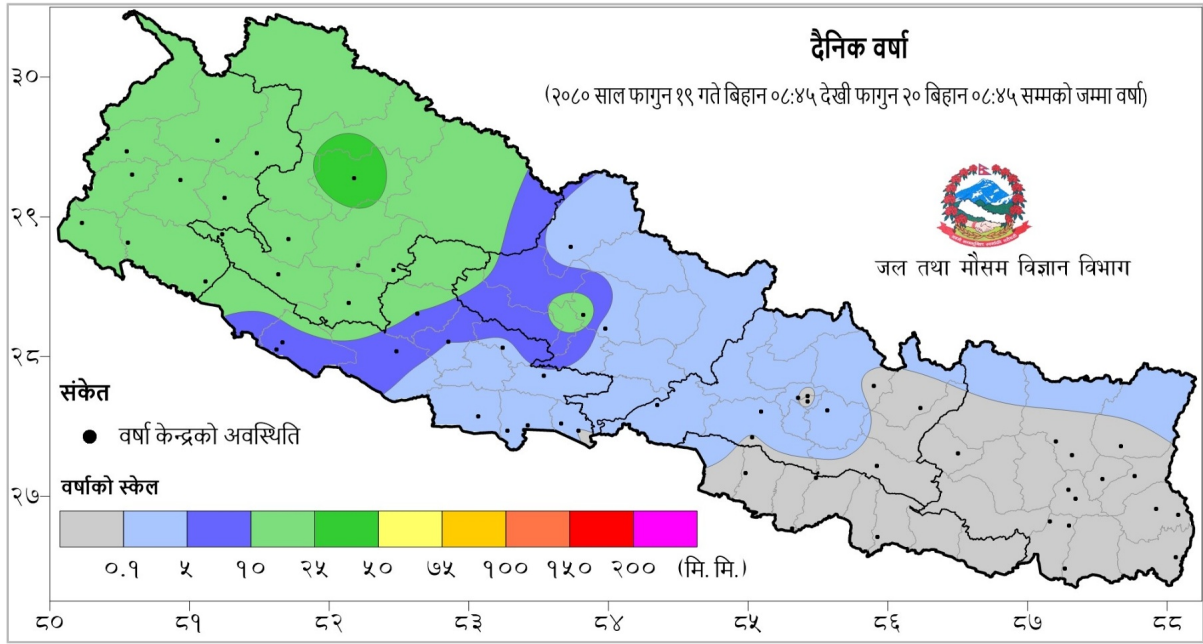 दैनिक वर्षा
(२०८० साल फागुन १९ गते बिहान ०८:४५ देखी फागुन २० बिहान ०८:४५ सम्मको जम्मा वर्षा)
जल तथा मौसम विज्ञान विभाग
३०
२९
२८
२७
संकेत
वर्षा केन्द्रको अवस्थिति
वर्षाको स्केल
०.१ ५ १० २५ ५० ७५ १०० १५० २०० (मि. मि.)
८० ८१ ८२ ८३ ८४ ८५ ८६ ८७ ८८